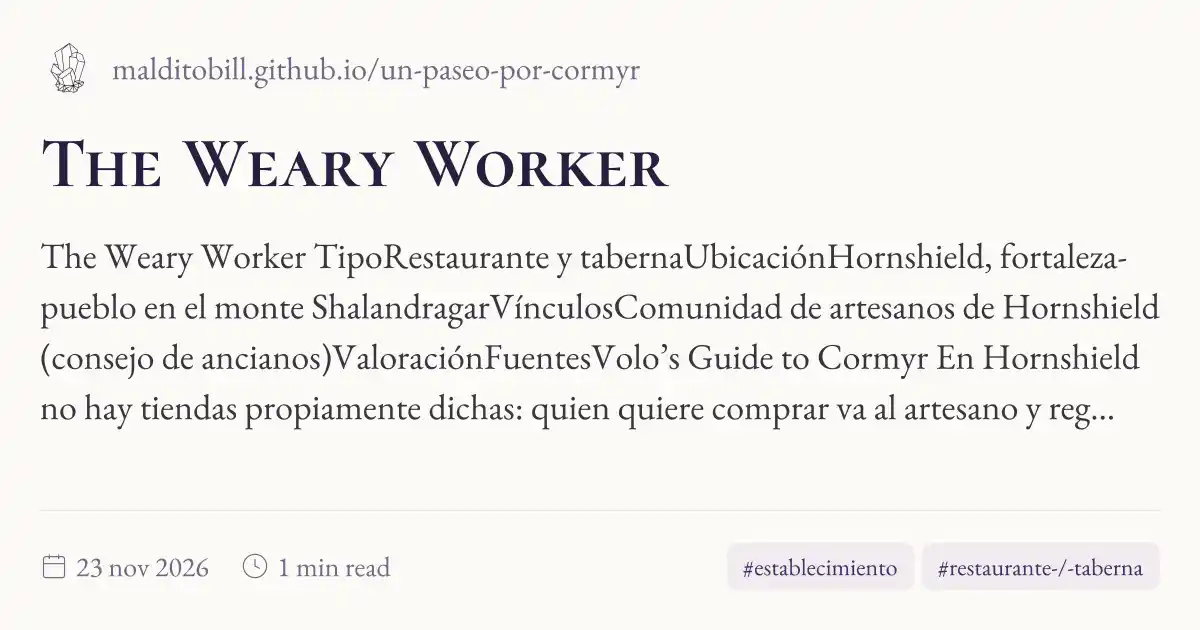 malditobill.github.io/un-paseo-por-cormyr
The Weary Worker
The Weary Worker TipoRestaurante y tabernaUbicaciónHornshield, fortaleza-
pueblo en el monte ShalandragarVínculosComunidad de artesanos de Hornshield
(consejo de ancianos)ValoraciónFuentesVolo’s Guide to Cormyr En Hornshield
no hay tiendas propiamente dichas: quien quiere comprar va al artesano y reg...
23 nov 2026
1 min read
#establecimiento
#restaurante-/-taberna